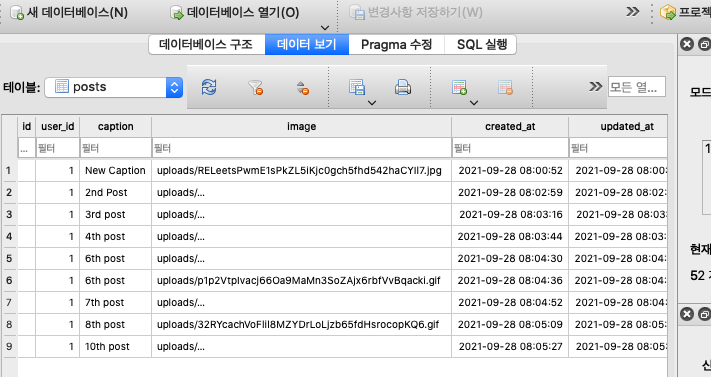 새 데이터베이스(N) 데이터베이스 열기(O) 변경사항 저장하기(W) » 프로젝
데이터베이스 구조 데이터 보기 Pragma 수정 SQL 실행
테이블: posts » 모든 열... 모드
id user_id caption image created_at updated_at
... 필터 필터 필터 필터 필터 1
1 1 New Caption uploads/RELeetsPwmE1sPkZL5iKjc0gch5fhd542haCYIl7.jpg 2021-09-28 08:00:52 2021-09-28 08:00:
2 1 2nd Post uploads/... 2021-09-28 08:02:59 2021-09-28 08:02:
3 1 3rd post uploads/... 2021-09-28 08:03:16 2021-09-28 08:03:
4 1 4th post uploads/... 2021-09-28 08:03:44 2021-09-28 08:03: 현재
5 1 6th post uploads/... 2021-09-28 08:04:30 2021-09-28 08:04:
6 1 6th post uploads/p1p2VtpIvacj66Oa9MaMn3SoZAjx6rbfVvBqacki.gif 2021-09-28 08:04:36 2021-09-28 08:04: 52
7 1 7th post uploads/... 2021-09-28 08:04:52 2021-09-28 08:04:
8 1 8th post uploads/32RYcachVoFliI8MZYDrLoLjzb65fdHsrocopKQ6.gif 2021-09-28 08:05:09 2021-09-28 08:05:
9 1 10th post uploads/... 2021-09-28 08:05:27 2021-09-28 08:05: